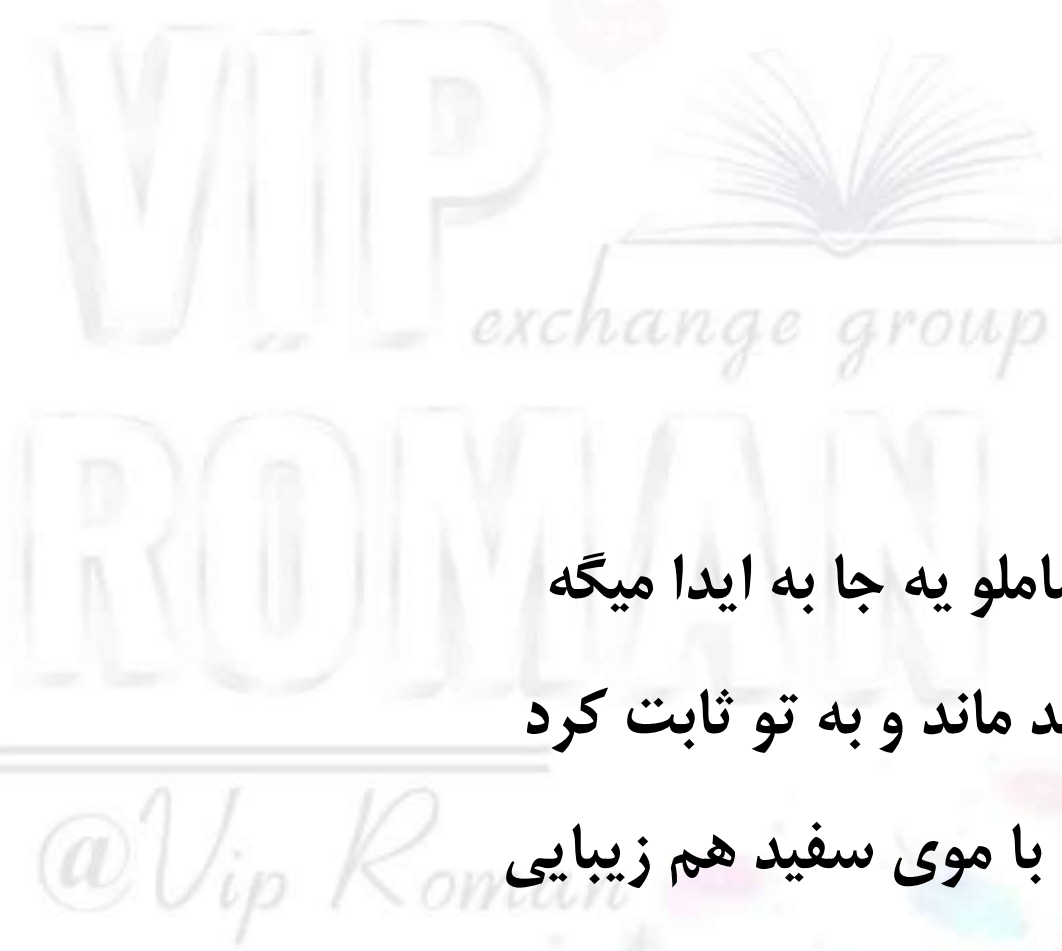 VIP
exchange group
ROMAN
یه جا به ایدا میگه
ماند و به تو ثابت کرد
@Vip Roman
با موی سفید هم زیبایی